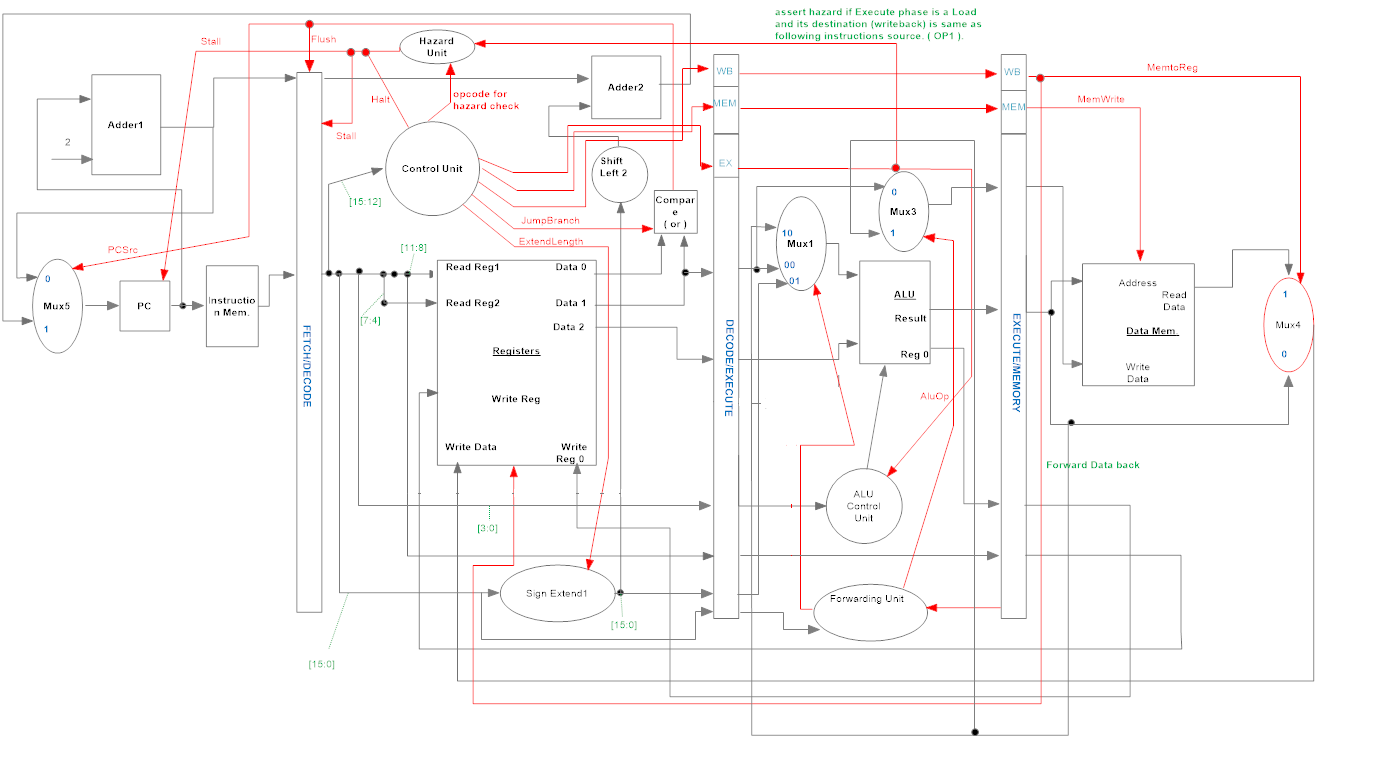 assert hazard if Execute phase is a Load
and its destination (writeback) is same as
following instructions source. ( OP1 ).
Stall
Flush
Hazard
Unit
Adder1
2
Halt
opcode for
hazard check
Stall
Adder2
WB
MEM
EX
WB
MEM
MemtoReg
MemWrite
Control Unit
Shift
Left 2
[15:12]
Compar
e
( or )
JumpBranch
ExtendLength
PCSrc
0
Mux5
1
PC
Instructio
n Mem.
FETCH/DECODE
[11:8]
[7:4]
Read Reg1
Data 0
Read Reg2
Data 1
Data 2
Registers
Write Reg
Write Data
Write
Reg 0
DECODE/EXECUTE
10
Mux1
00
01
0
Mux3
1
ALU
Result
Reg 0
AluOp
EXECUTE/MEMORY
Address
Read
Data
Data Mem.
Write
Data
1
Mux4
0
Forward Data back
ALU
Control
Unit
[3:0]
Sign Extend1
[15:0]
Forwarding Unit
[15:0]